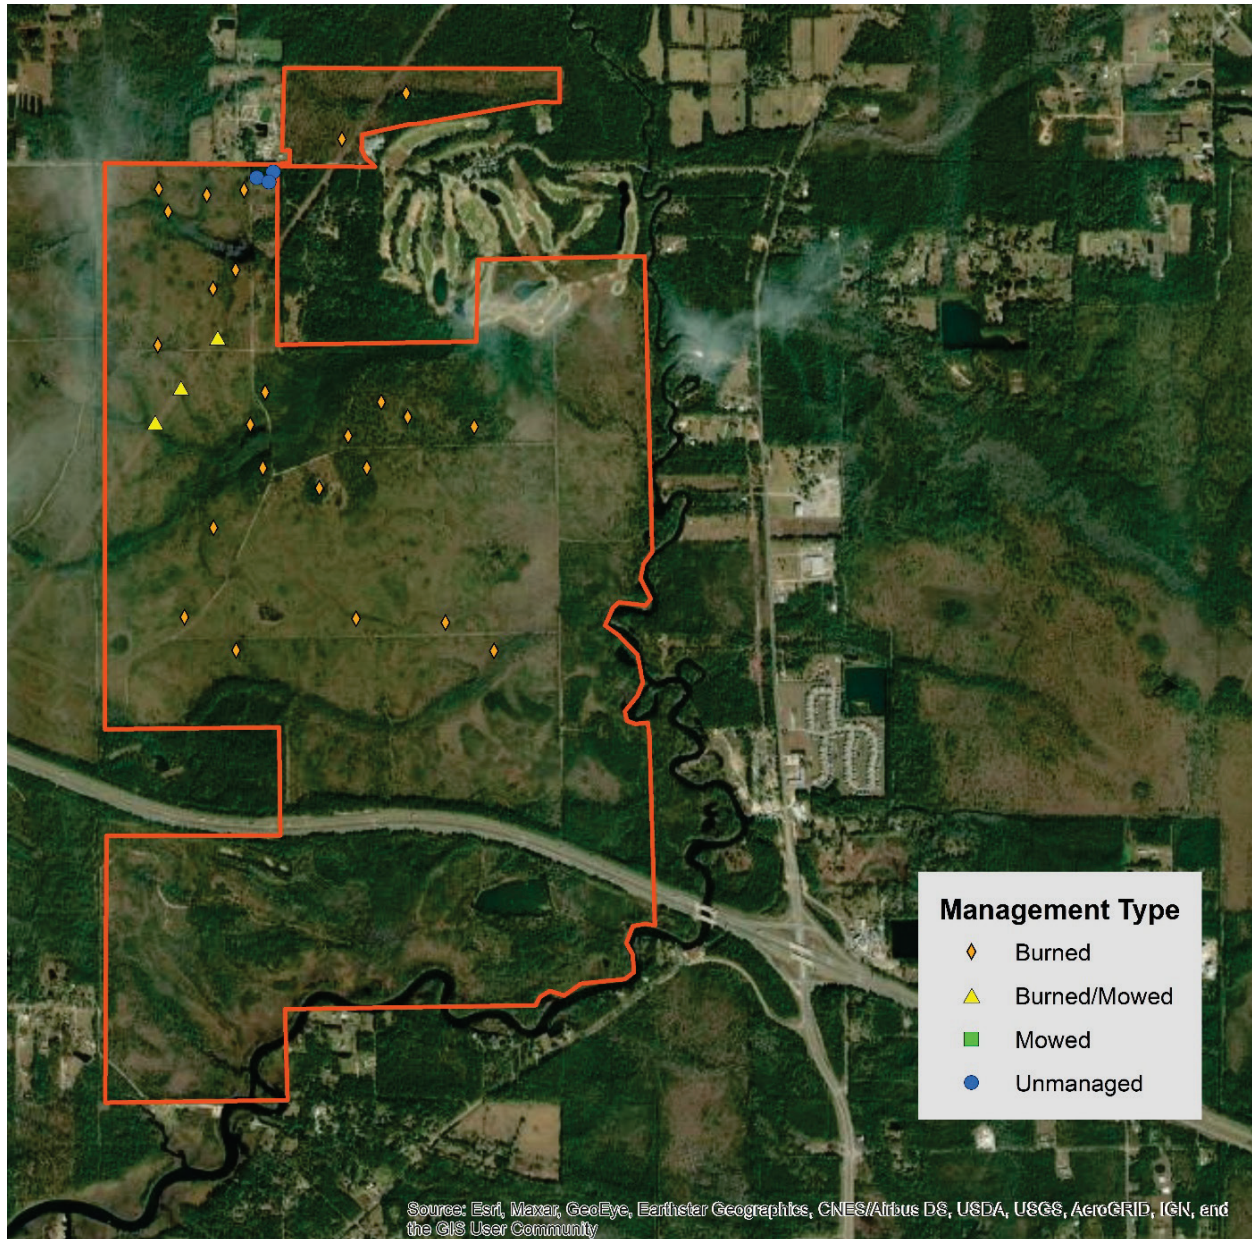 Management Type
Burned
Burned/Mowed
Mowed
Unmanaged
Source: Esri, Maxar, GeoEye, Earthstar Geographics, CNES/Airbus DS, USDA, USGS, AeroGRID, IGN, and
the GIS User Community